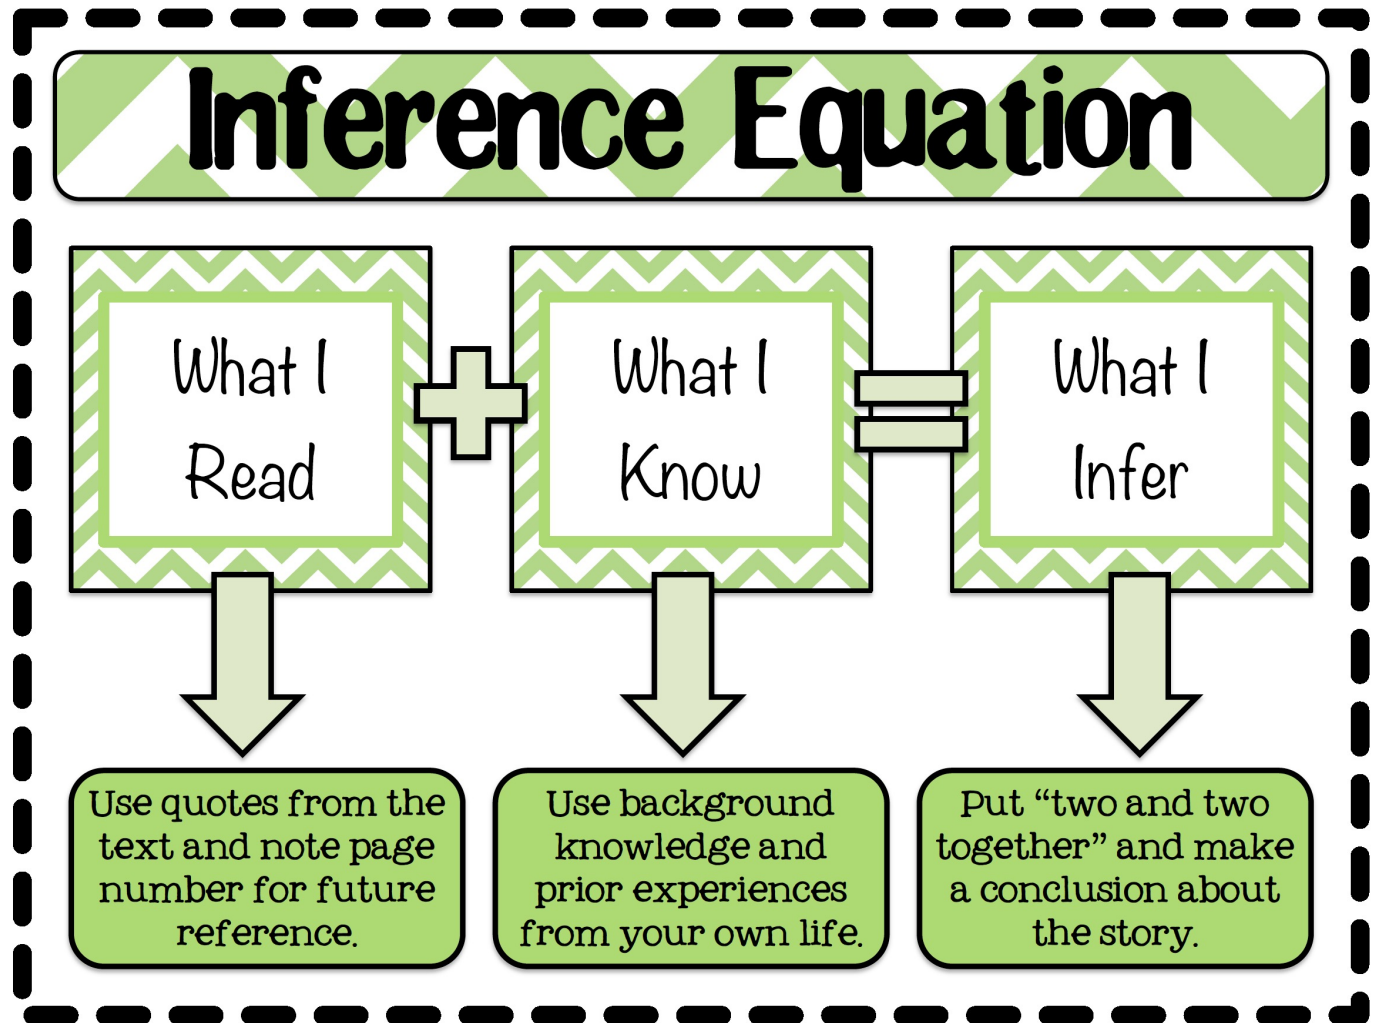 Inference Equation
What I
Read
What I
Know
What I
Infer
Use quotes from the
text and note page
number for future
reference.
Use background
knowledge and
prior experiences
from your own life.
Put “two and two
together” and make
a conclusion about
the story.